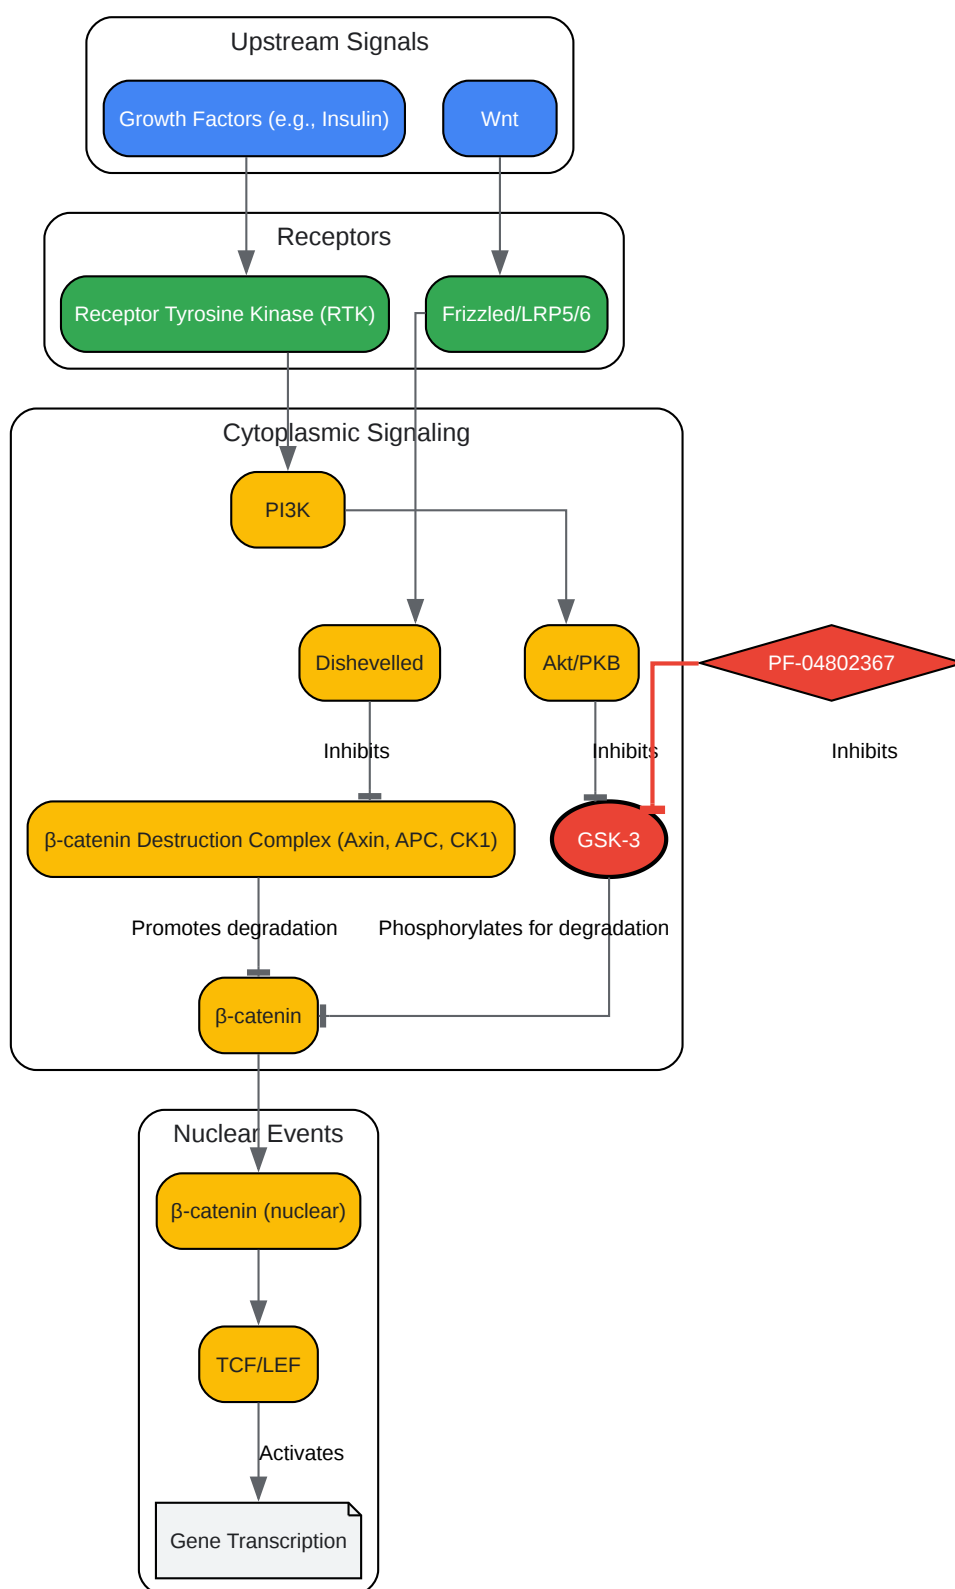 Upstream Signals
Growth Factors (e.g., Insulin)
Wnt
Receptors
Receptor Tyrosine Kinase (RTK)
Frizzled/LRP5/6
Cytoplasmic Signaling
PI3K
Dishevelled
Akt/PKB
PF-04802367
Inhibits
Inhibits
Inhibits
β-catenin Destruction Complex (Axin, APC, CK1)
GSK-3
Promotes degradation
Phosphorylates for degradation
β-catenin
Nuclear Events
β-catenin (nuclear)
TCF/LEF
Activates
Gene Transcription